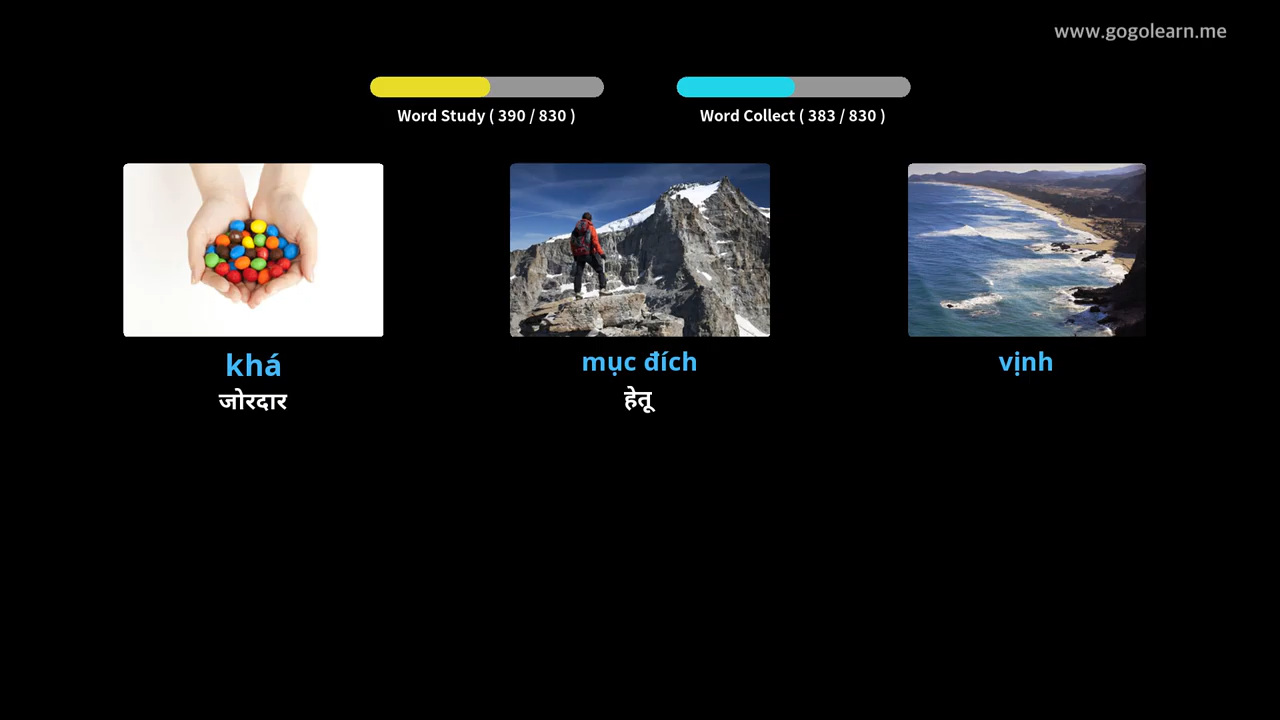 www.gogolearn.me
Word Study ( 390 / 830 )
Word Collect ( 383 / 830 )
khá
जोरदार
mục đích
हेतू
vịnh